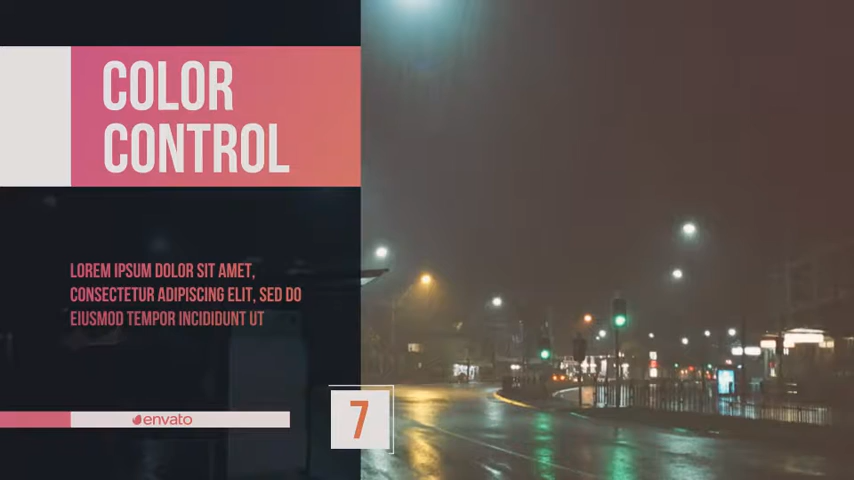 COLOR
CONTROL
LOREM IPSUM DOLOR SIT AMET,
CONSECTETUR ADIPISCING ELIT, SED DO
EIUSMOD TEMPOR INCIDIDUNT UT
envato
7